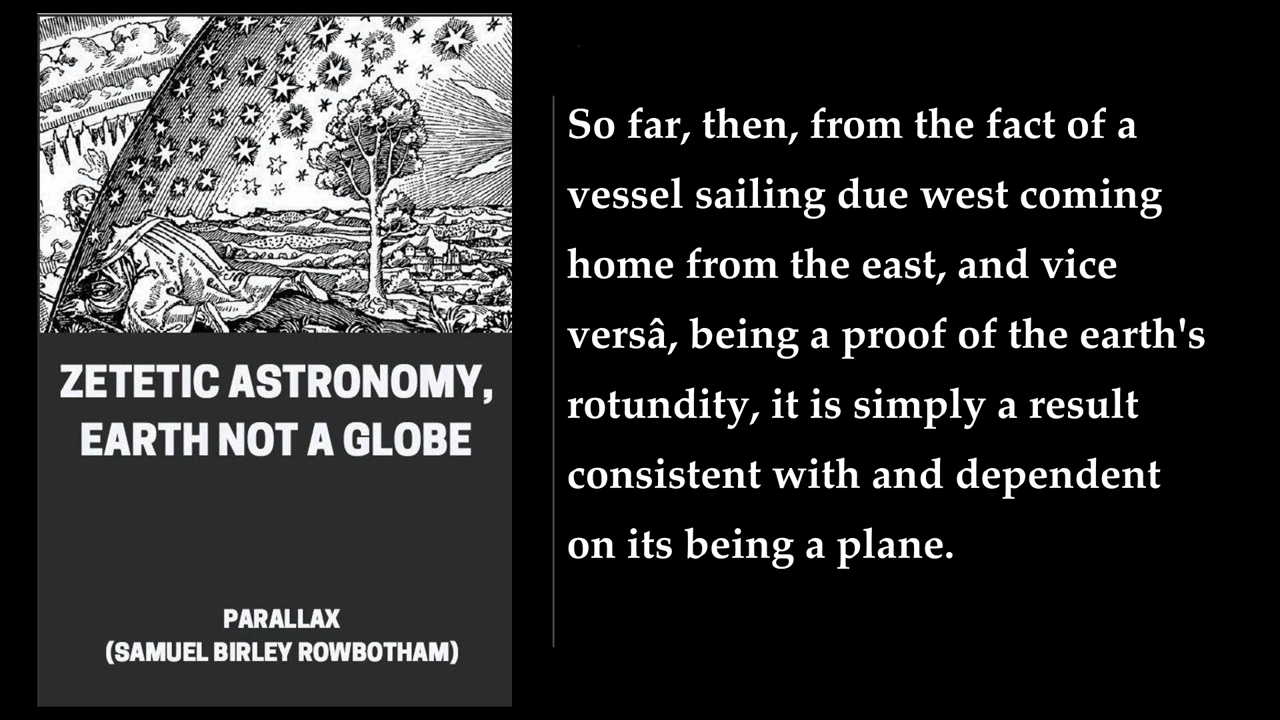 ZETETIC ASTRONOMY,
EARTH NOT A GLOBE
PARALLAX
(SAMUEL BIRLEY ROWBOTHAM)
So far, then, from the fact of a
vessel sailing due west coming
home from the east, and vice
versâ, being a proof of the earth's
rotundity, it is simply a result
consistent with and dependent
on its being a plane.